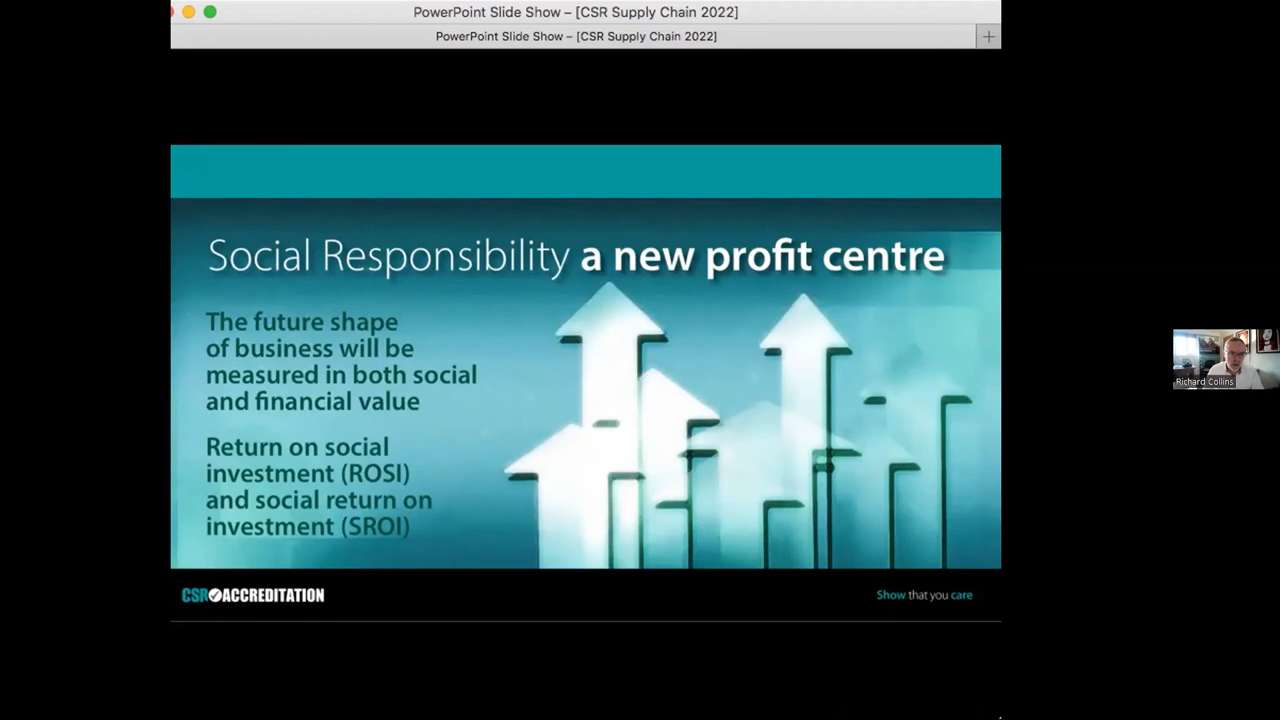 PowerPoint Slide Show – [CSR Supply Chain 2022]
PowerPoint Slide Show – [CSR Supply Chain 2022]
Social Responsibility a new profit centre
The future shape
of business will be
measured in both social
and financial value
Return on social
investment (ROSI)
and social return on
investment (SROI)
Richard Collins
CSR ACCREDITATION
Show that you care